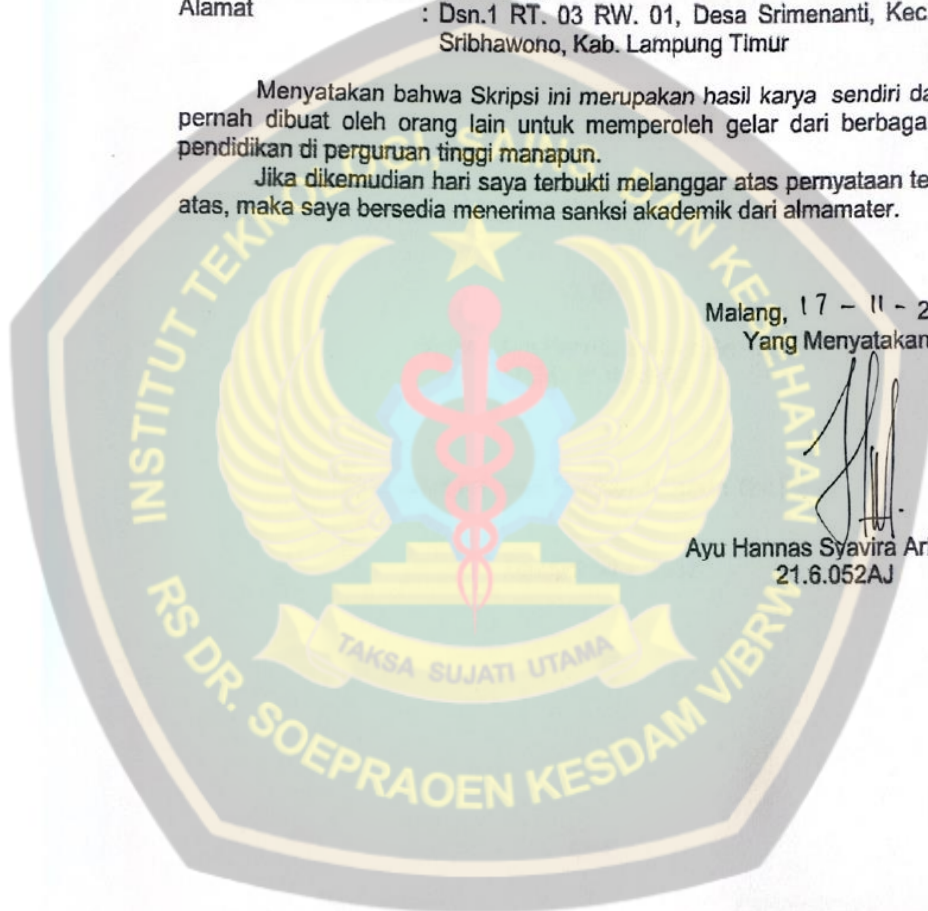 Alamat : Dsn.1 RT. 03 RW. 01, Desa Srimenanti, Kec.
Sribhawono, Kab. Lampung Timur
Menyatakan bahwa Skripsi ini merupakan hasil karya sendiri da
pernah dibuat oleh orang lain untuk memperoleh gelar dari berbaga
pendidikan di perguruan tinggi manapun.
Jika dikemudian hari saya terbukti melanggar atas pernyataan te
atas, maka saya bersedia menerima sanksi akademik dari almamater.
Malang, 17 - 11 - 2
Yang Menyatakan
Ayu Hannas Syavira Ar
21.6.052AJ
INSTITUT TEKNOLOGI, SAINS, DAN KESEHATAN
RS DR. SOEPRAOEN KESDAM V/BRW
TAKSA SUJATI UTAMA